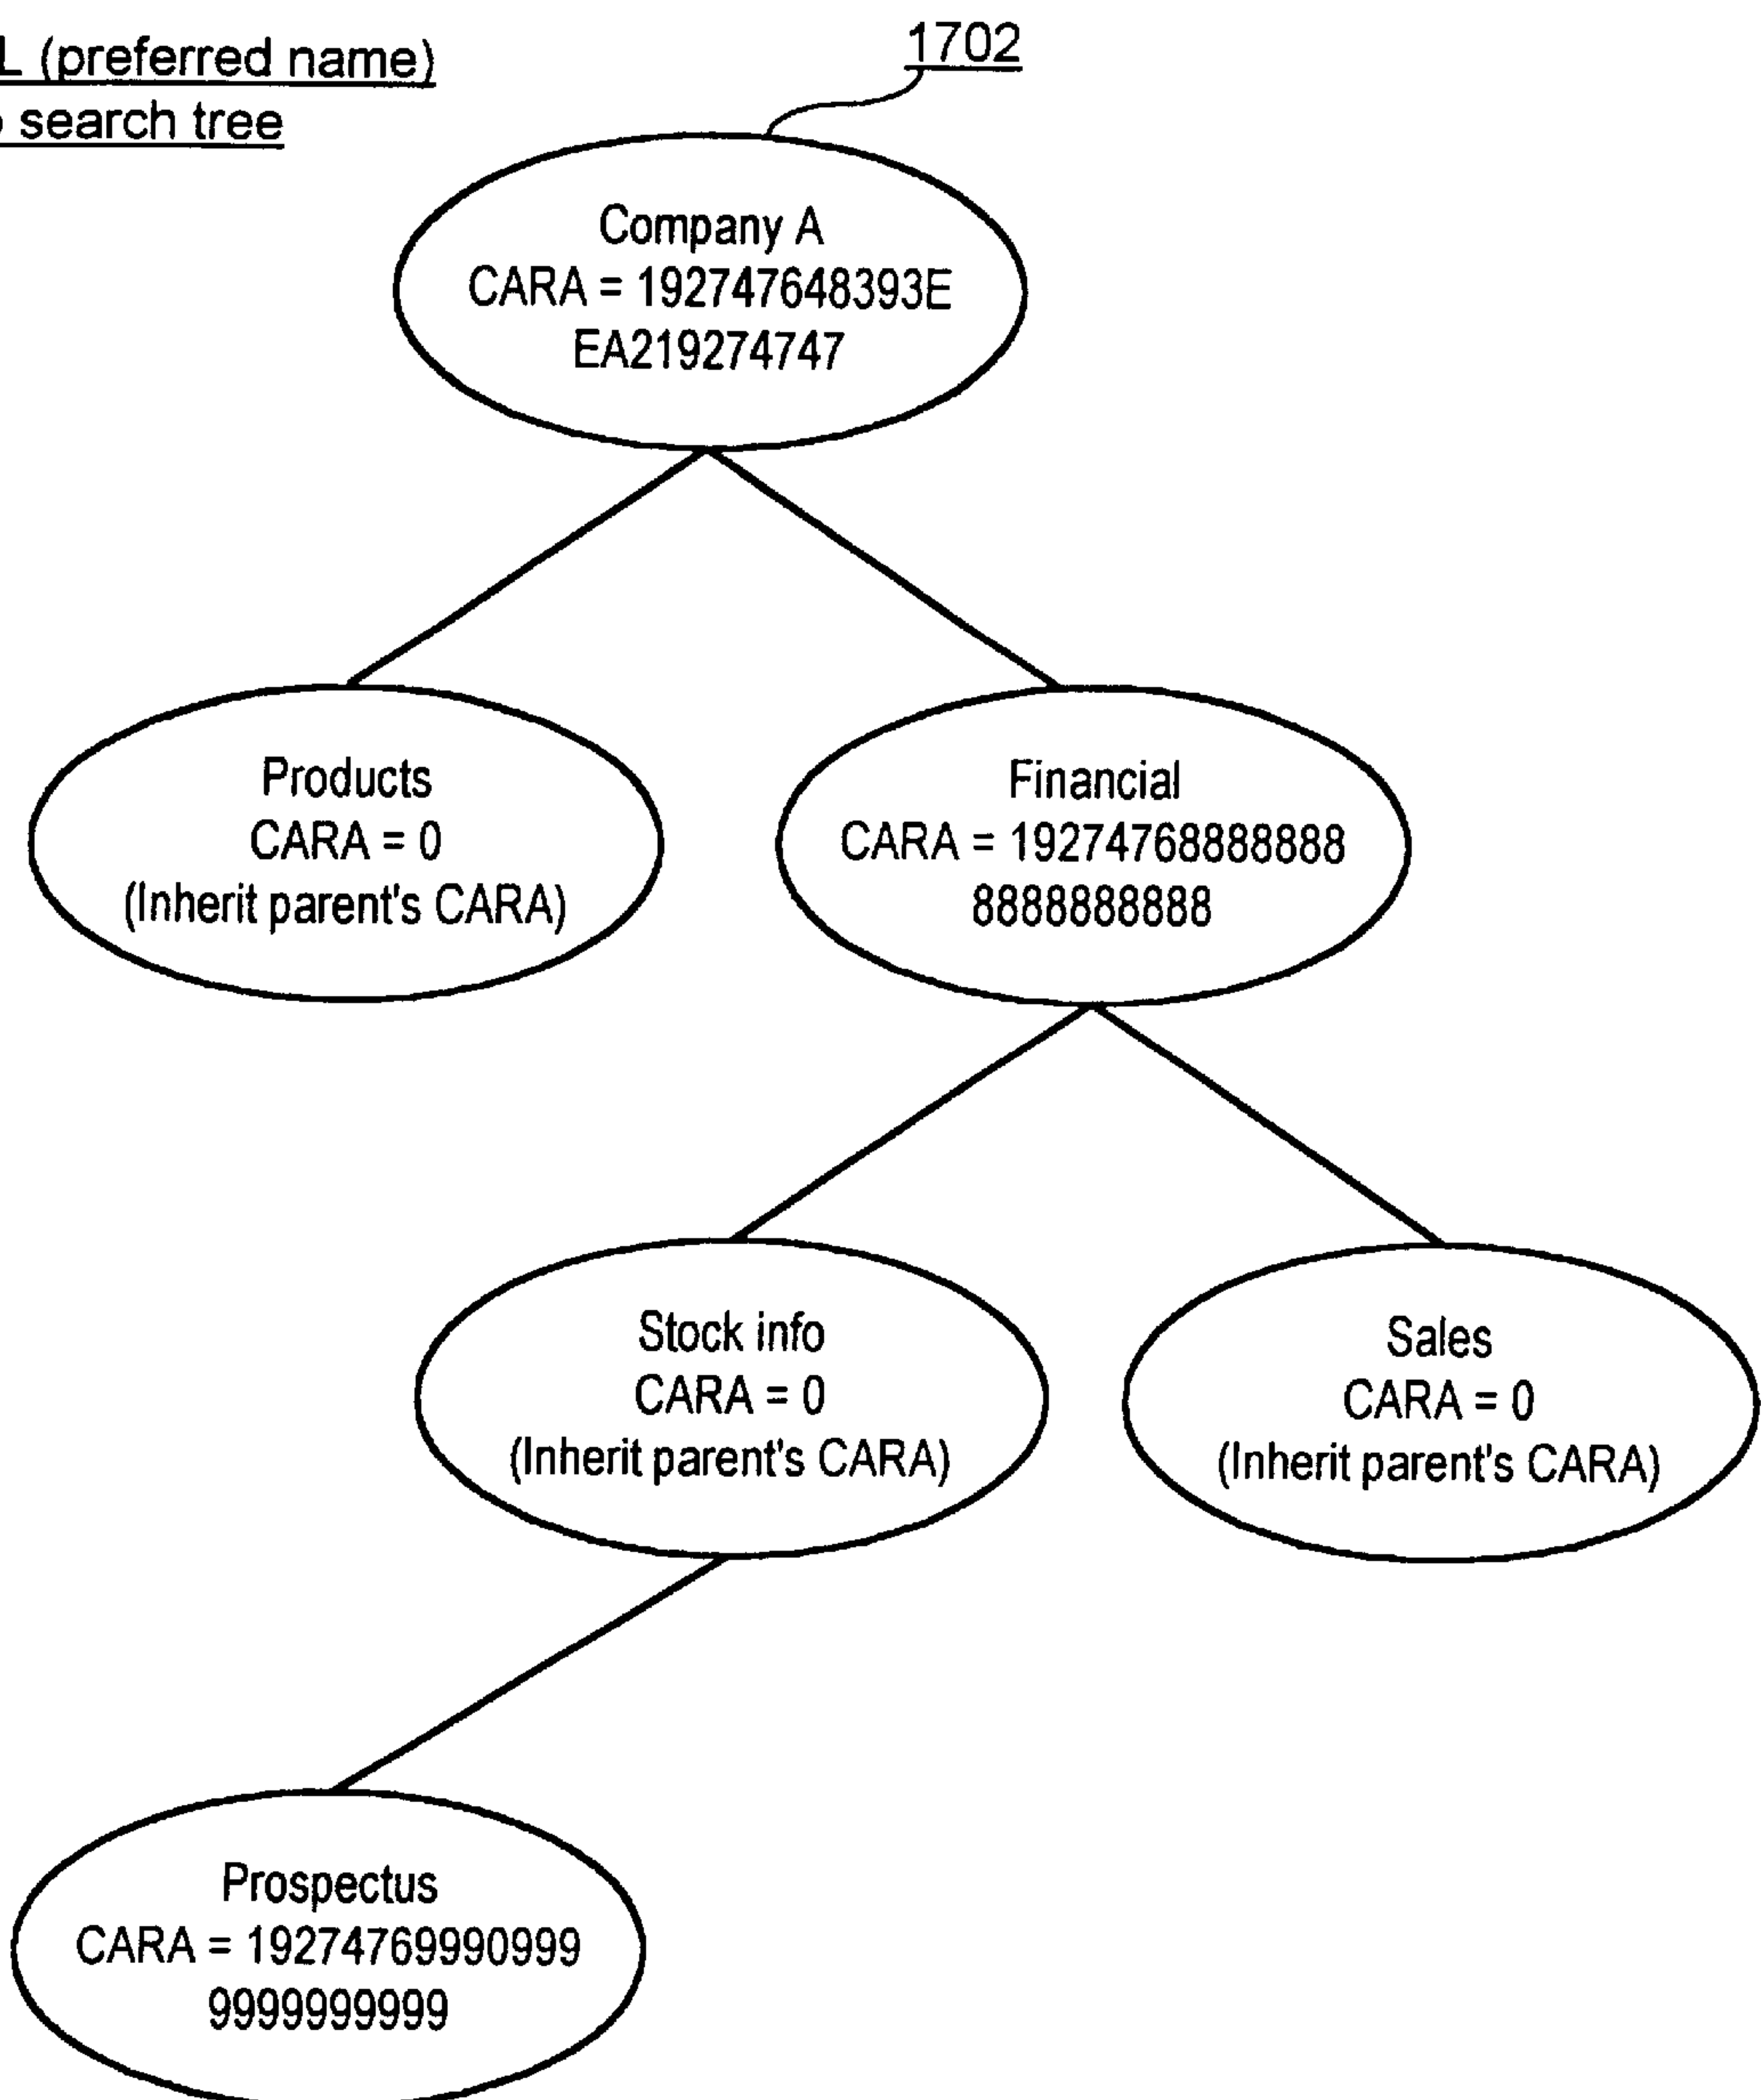 L (preferred name)
search tree
1702
Company A
CARA = 192747648393E
EA219274747
Products
CARA = 0
(Inherit parent's CARA)
Financial
CARA = 19274768888888
8888888888
Stock info
CARA = 0
(Inherit parent's CARA)
Sales
CARA = 0
(Inherit parent's CARA)
Prospectus
CARA = 19274769990999
9999999999